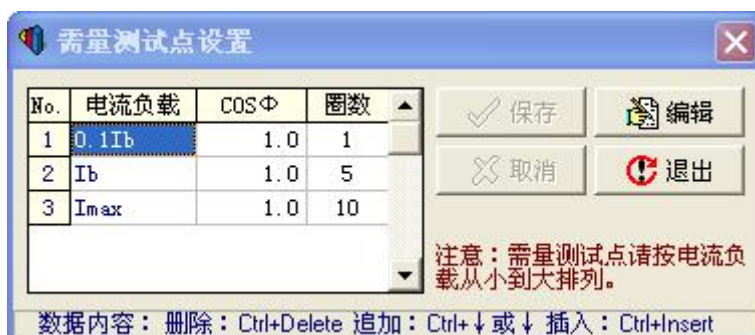 需量测试点设置
No. 电流负载 COSΦ 圈数
1 0.1Ib 1.0 1
2 Ib 1.0 5
3 Imax 1.0 10
保存 编辑
取消 退出
注意：需量测试点请按电流负
载从小到大排列。
数据内容： 删除：Ctrl+Delete 追加：Ctrl+↓或↓ 插入：Ctrl+Insert